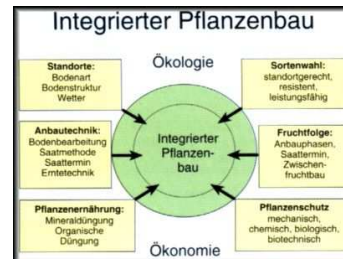 Integrierter Pflanzenbau
Ökologie
Standorte:
Bodenart
Bodenstruktur
Wetter
Sortenwahl:
standortgerecht,
resistent,
leistungsfähig
Anbautechnik:
Bodenbearbeitung
Saatmethode
Saattermin
Erntetechnik
Integrierter
Pflanzen-
bau
Fruchtfolge:
Anbauphasen,
Saattermin,
Zwischen-
fruchtbau
Pflanzenernährung:
Mineraldüngung
Organische
Düngung
Pflanzenschutz
mechanisch,
chemisch, biologisch,
biotechnisch
Ökonomie